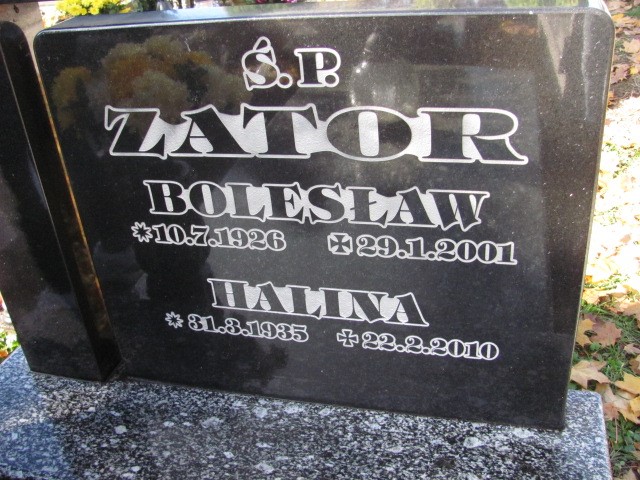 Ś.P.
ZATOR
BOLESŁAW
10.7.1926 29.1.2001
HALINA
31.3.1935 22.2.2010